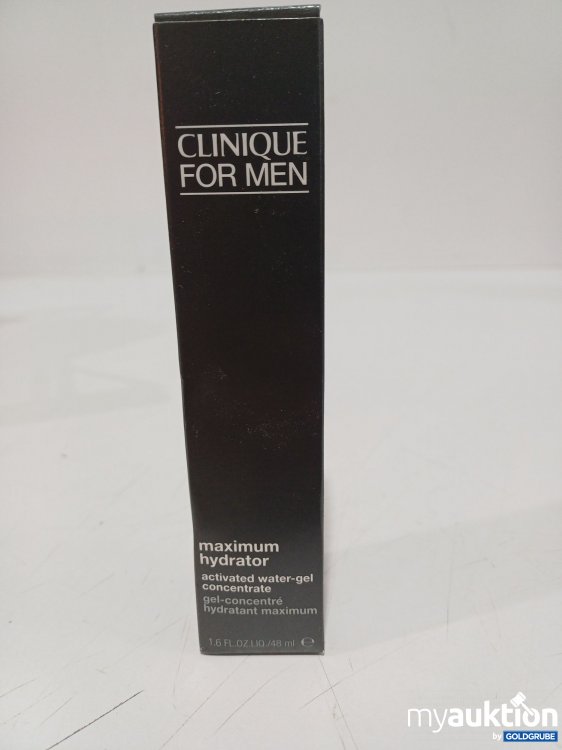 CLINIQUE
FOR MEN
maximum
hydrator
activated water-gel
concentrate
gel-concentré
hydratant maximum
1.6 FL.OZ LIQ./48 ml ℮
myauktion
by GOLDGRUBE